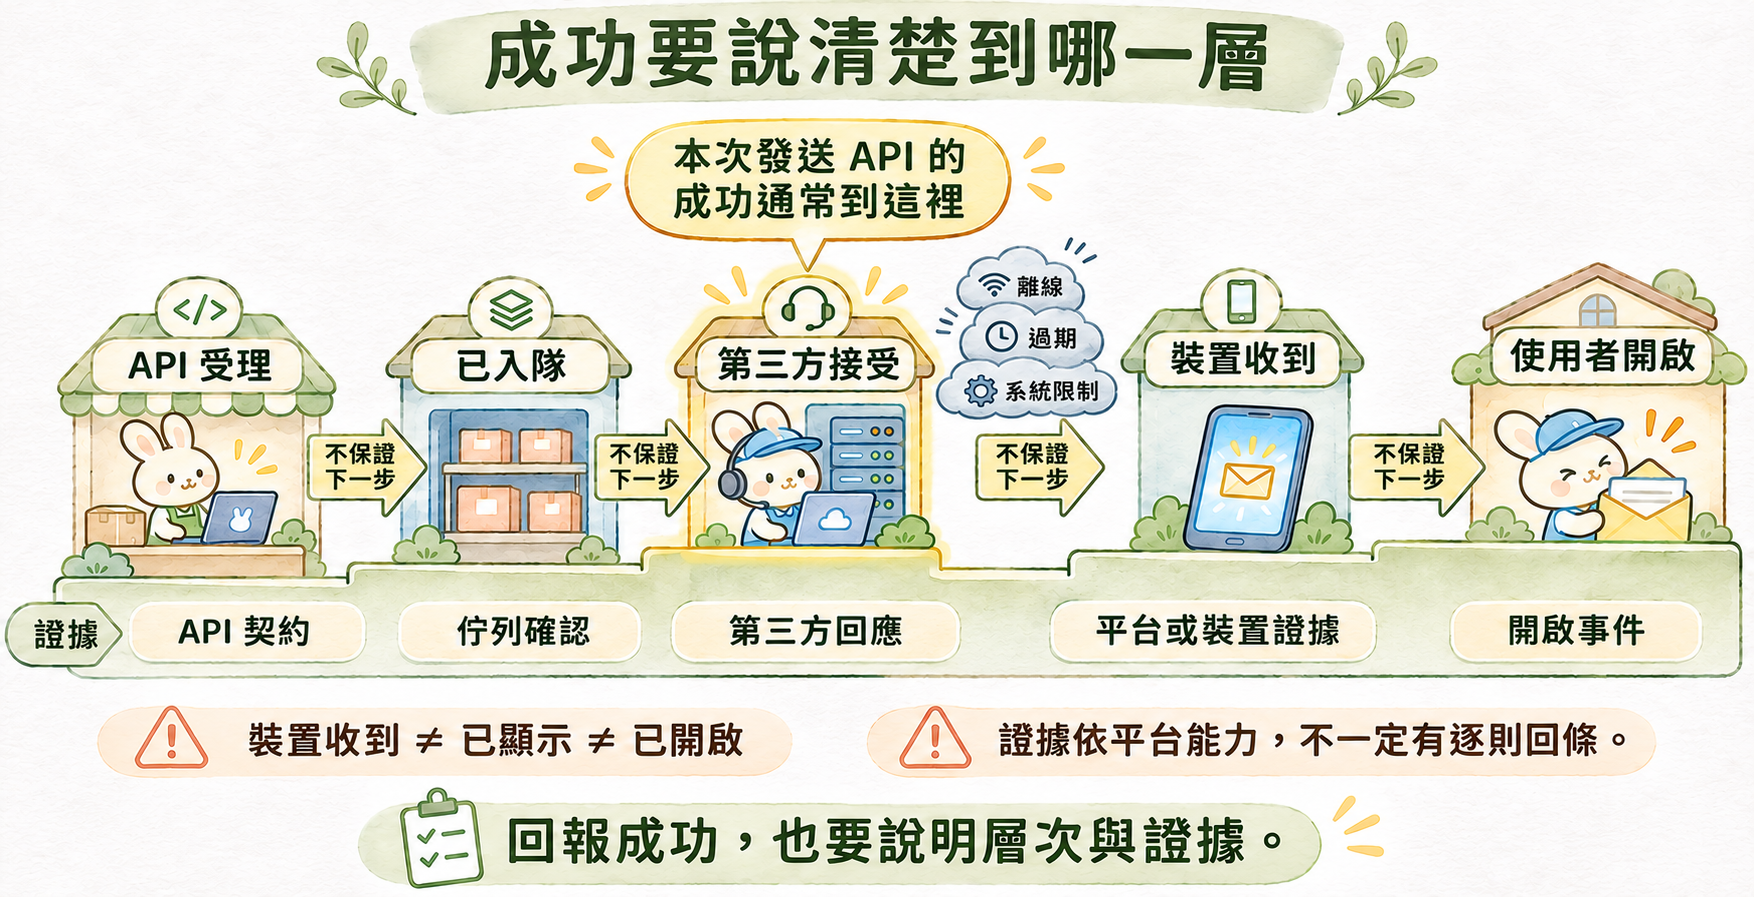 成功要說清楚到哪一層
本次發送 API 的
成功通常到這裡
離線
過期
系統限制
</>
API 受理
已入隊
第三方接受
裝置收到
使用者開啟
不保證
下一步
不保證
下一步
不保證
下一步
不保證
下一步
證據
API 契約
佇列確認
第三方回應
平台或裝置證據
開啟事件
裝置收到 ≠ 已顯示 ≠ 已開啟
證據依平台能力，不一定有逐則回條。
回報成功，也要說明層次與證據。